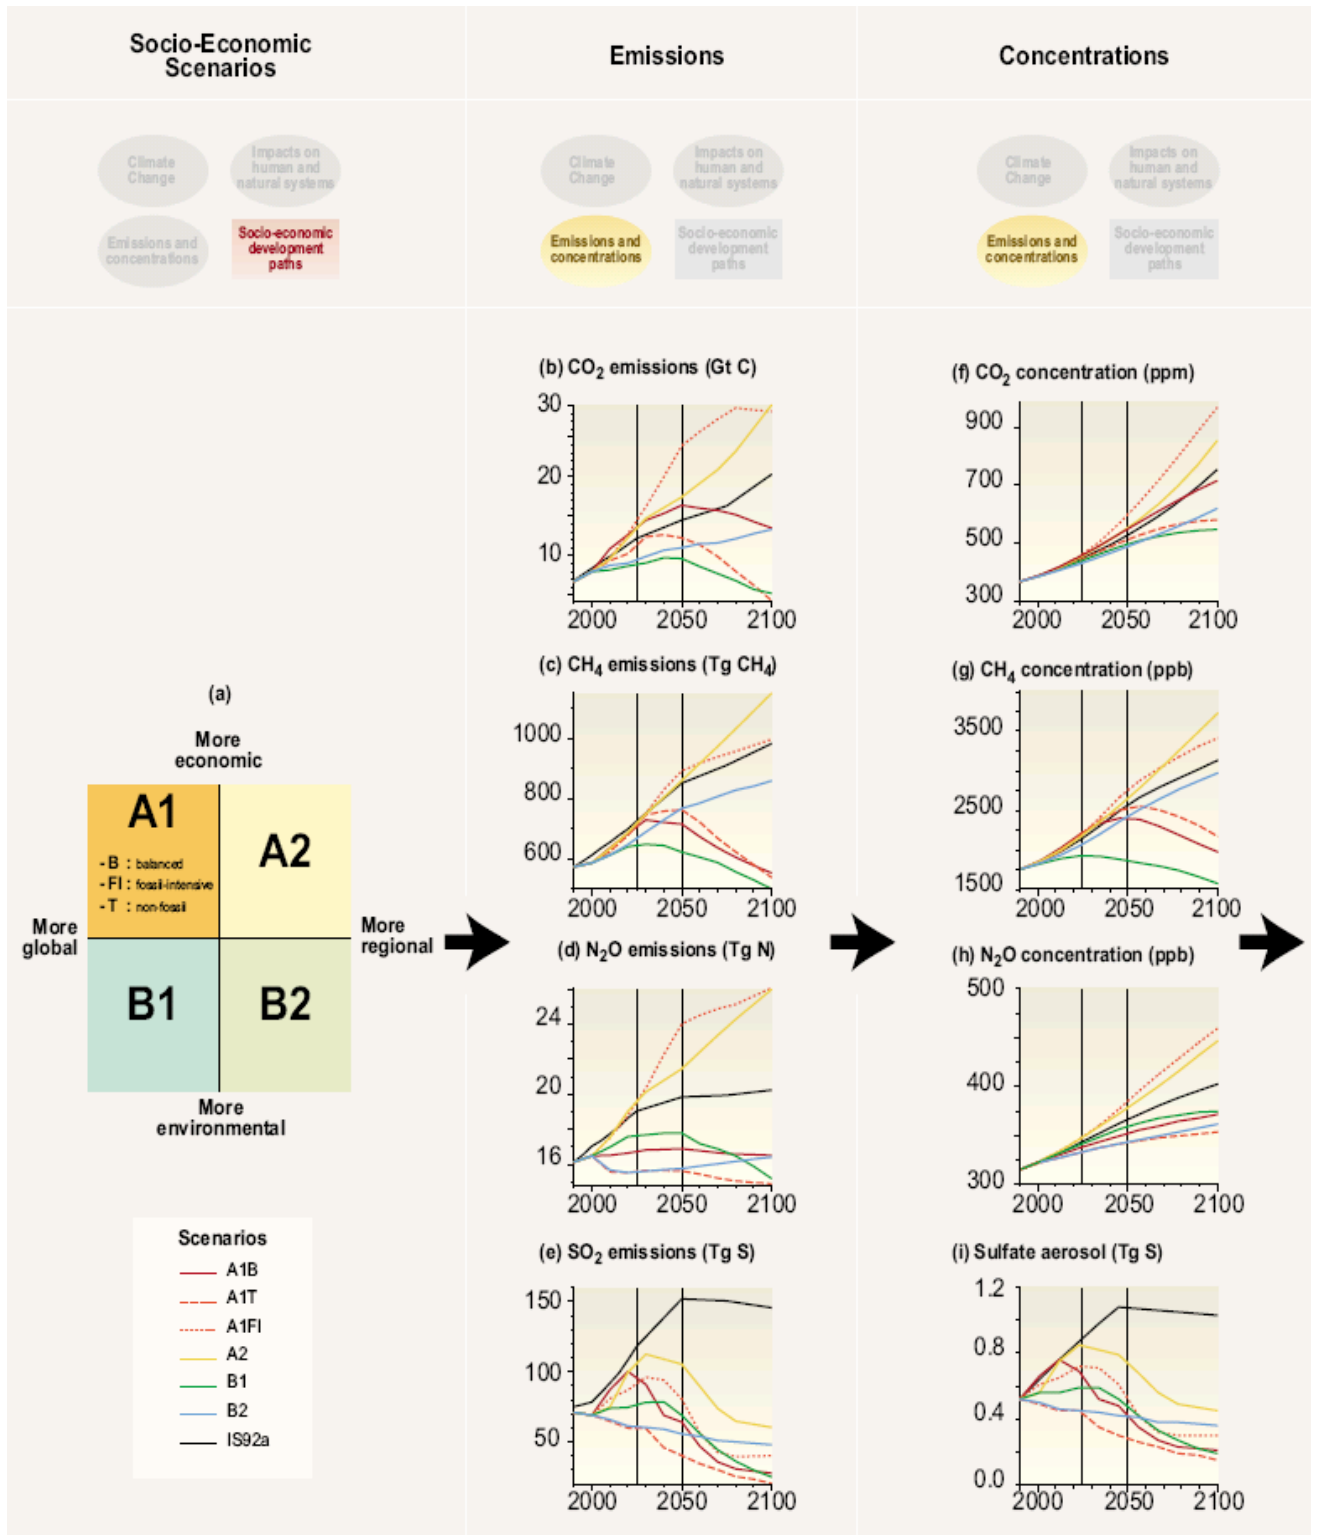 Socio-Economic
Scenarios
Emissions
Concentrations
Climate
Change
Impacts on
human and
natural systems
Emissions and
concentrations
Socio-economic
development
paths
Climate
Change
Impacts on
human and
natural systems
Emissions and
concentrations
Socio-economic
development
paths
Climate
Change
Impacts on
human and
natural systems
Emissions and
concentrations
Socio-economic
development
paths
(a)
More
economic
A1
- B : balanced
- FI : fossil-intensive
- T : non-fossil
A2
More
global
More
regional
B1
B2
More
environmental
Scenarios
A1B
A1T
A1FI
A2
B1
B2
IS92a
(b) CO2 emissions (Gt C)
30
20
10
2000 2050 2100
(c) CH4 emissions (Tg CH4)
1000
800
600
2000 2050 2100
(d) N2O emissions (Tg N)
24
20
16
2000 2050 2100
(e) SO2 emissions (Tg S)
150
100
50
2000 2050 2100
(f) CO2 concentration (ppm)
900
700
500
300
2000 2050 2100
(g) CH4 concentration (ppb)
3500
2500
1500
2000 2050 2100
(h) N2O concentration (ppb)
500
400
300
2000 2050 2100
(i) Sulfate aerosol (Tg S)
1.2
0.8
0.4
0.0
2000 2050 2100